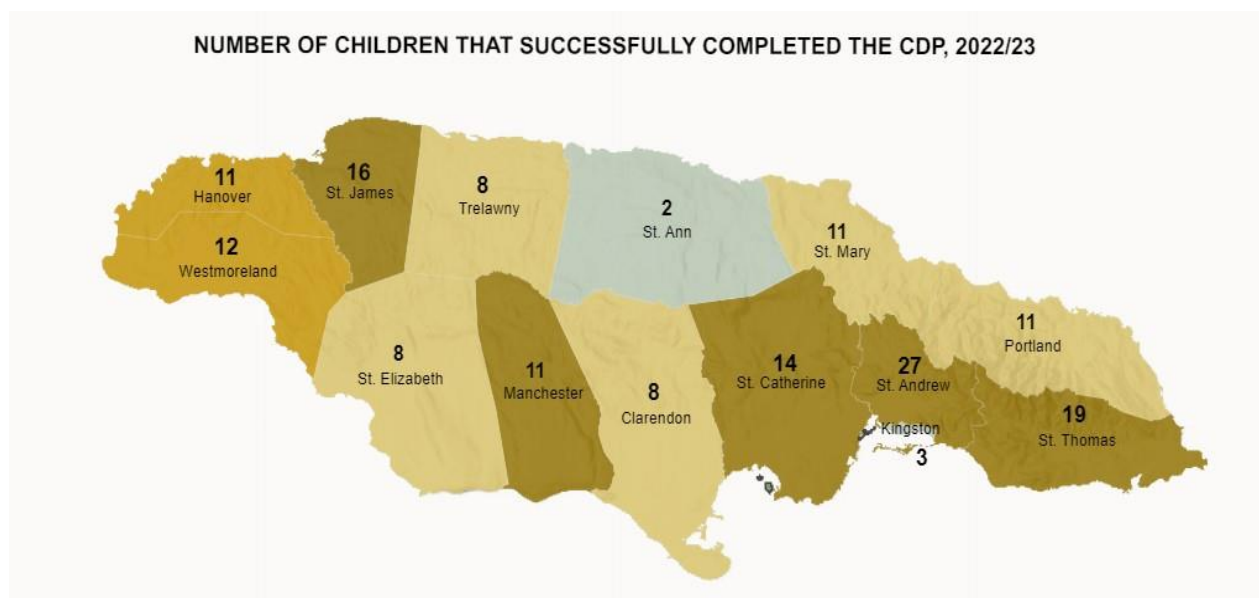 NUMBER OF CHILDREN THAT SUCCESSFULLY COMPLETED THE CDP, 2022/23
11
Hanover
16
St. James
8
Trelawny
2
St. Ann
11
St. Mary
12
Westmoreland
8
St. Elizabeth
11
Manchester
8
Clarendon
14
St. Catherine
27
St. Andrew
11
Portland
Kingston
3
19
St. Thomas